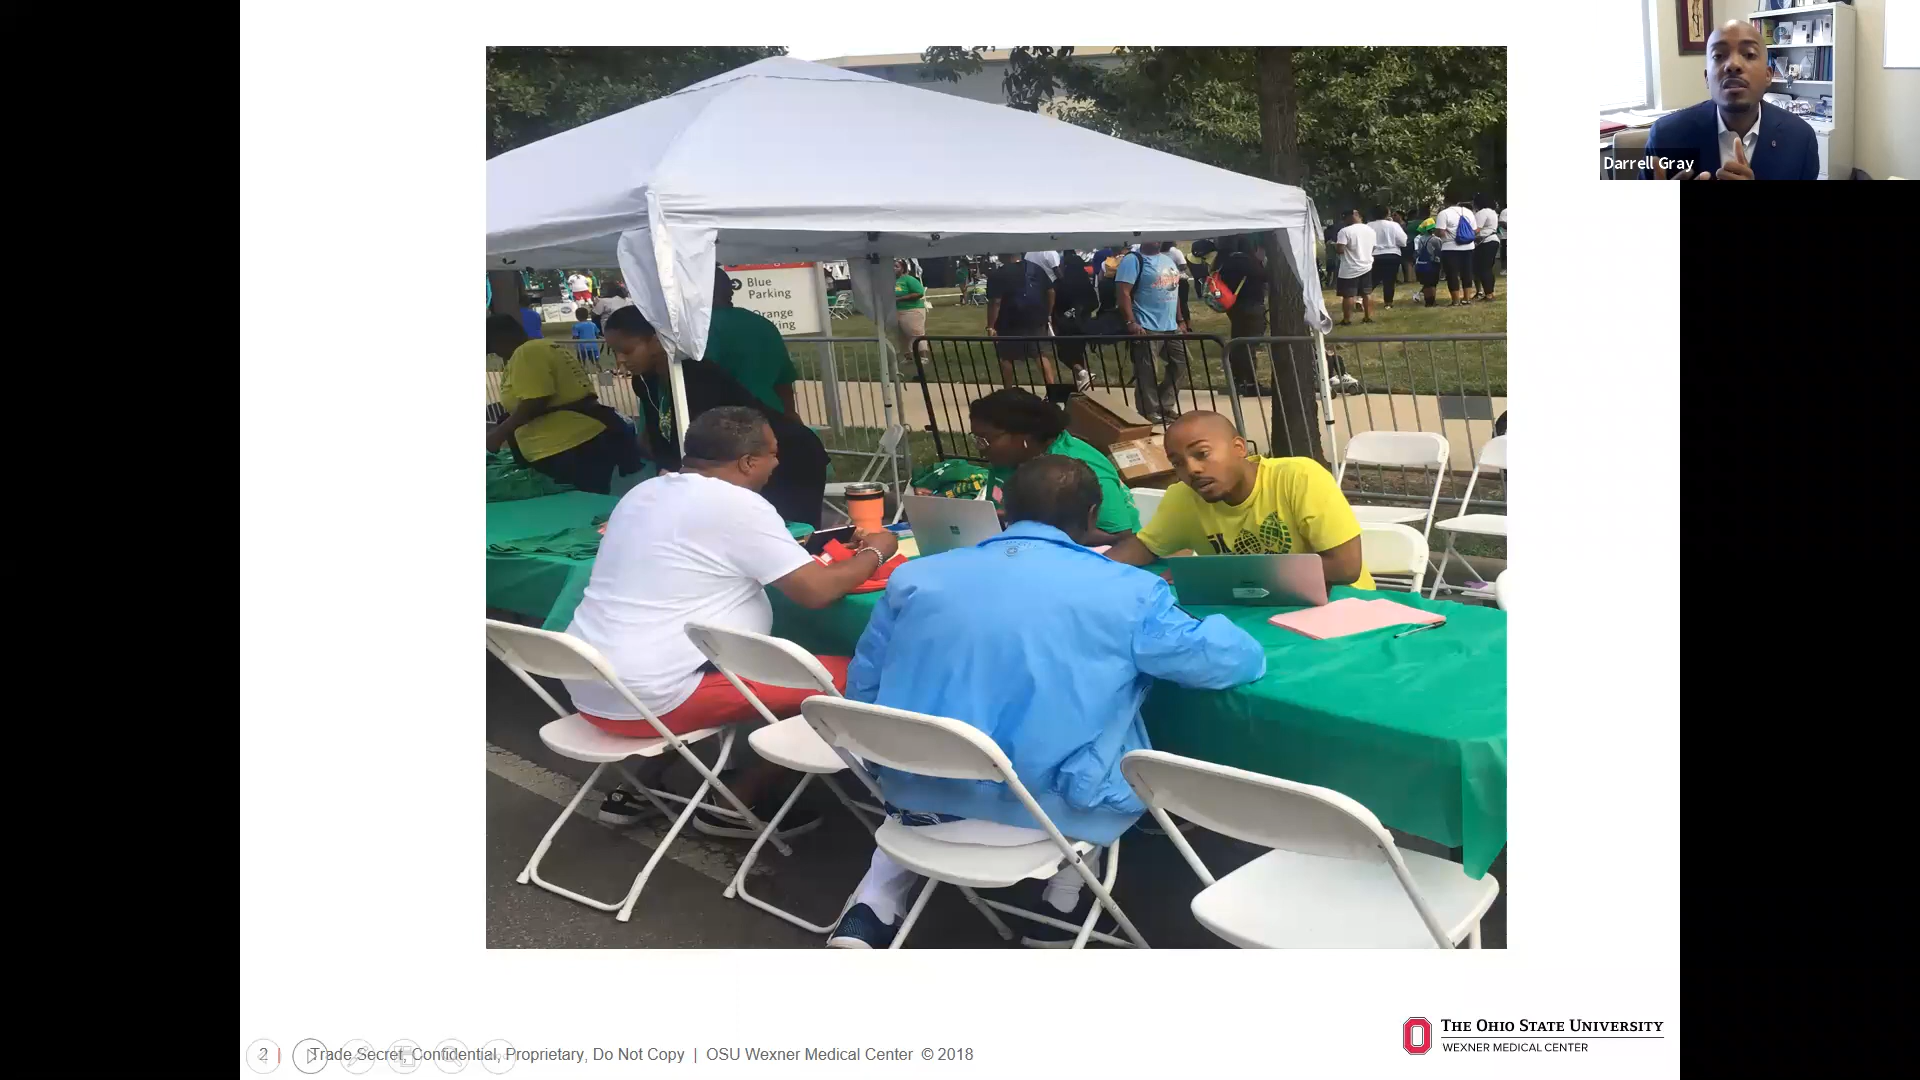 Darrell Gray
Blue
Parking
2 | Trade Secret, Confidential, Proprietary, Do Not Copy | OSU Wexner Medical Center © 2018
THE OHIO STATE UNIVERSITY
WEXNER MEDICAL CENTER